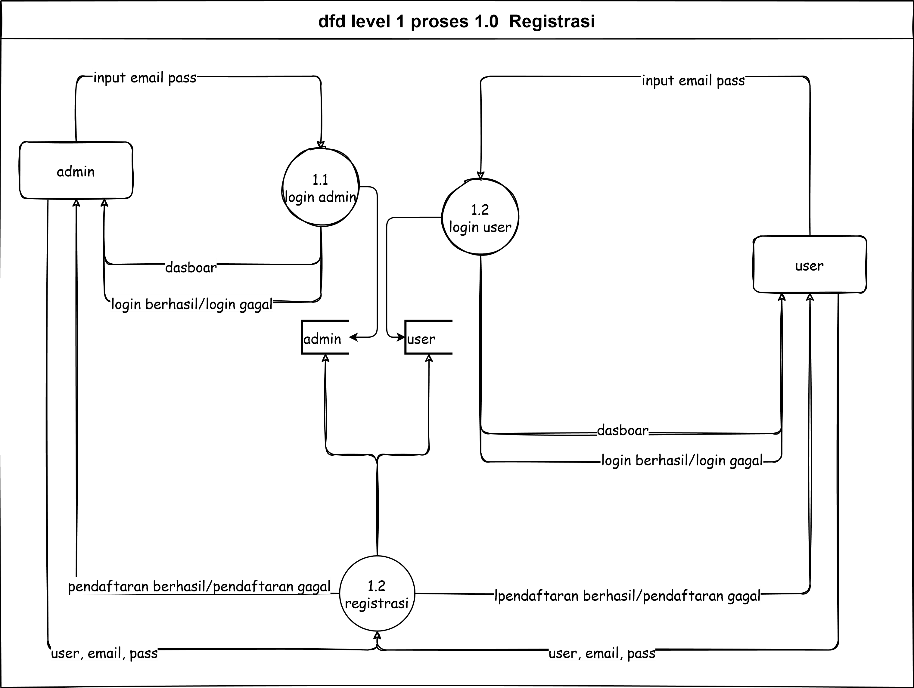 dfd level 1 proses 1.0 Registrasi
input email pass
input email pass
admin
1.1
login admin
1.2
login user
user
dasboar
login berhasil/login gagal
admin
user
dasboar
login berhasil/login gagal
pendaftaran berhasil/pendaftaran gagal
1.2
registrasi
lpendaftaran berhasil/pendaftaran gagal
user, email, pass
user, email, pass